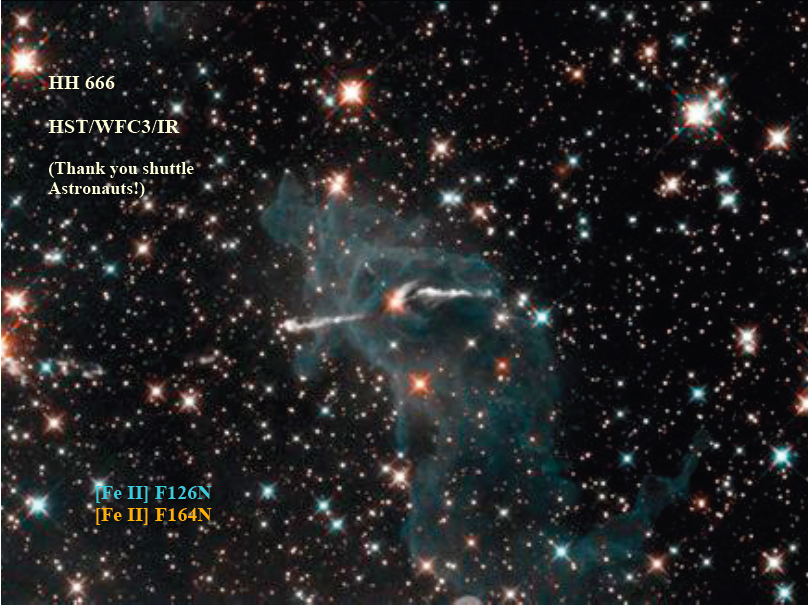 HH 666
HST/WFC3/IR
(Thank you shuttle
Astronauts!)
[Fe II] F126N
[Fe II] F164N